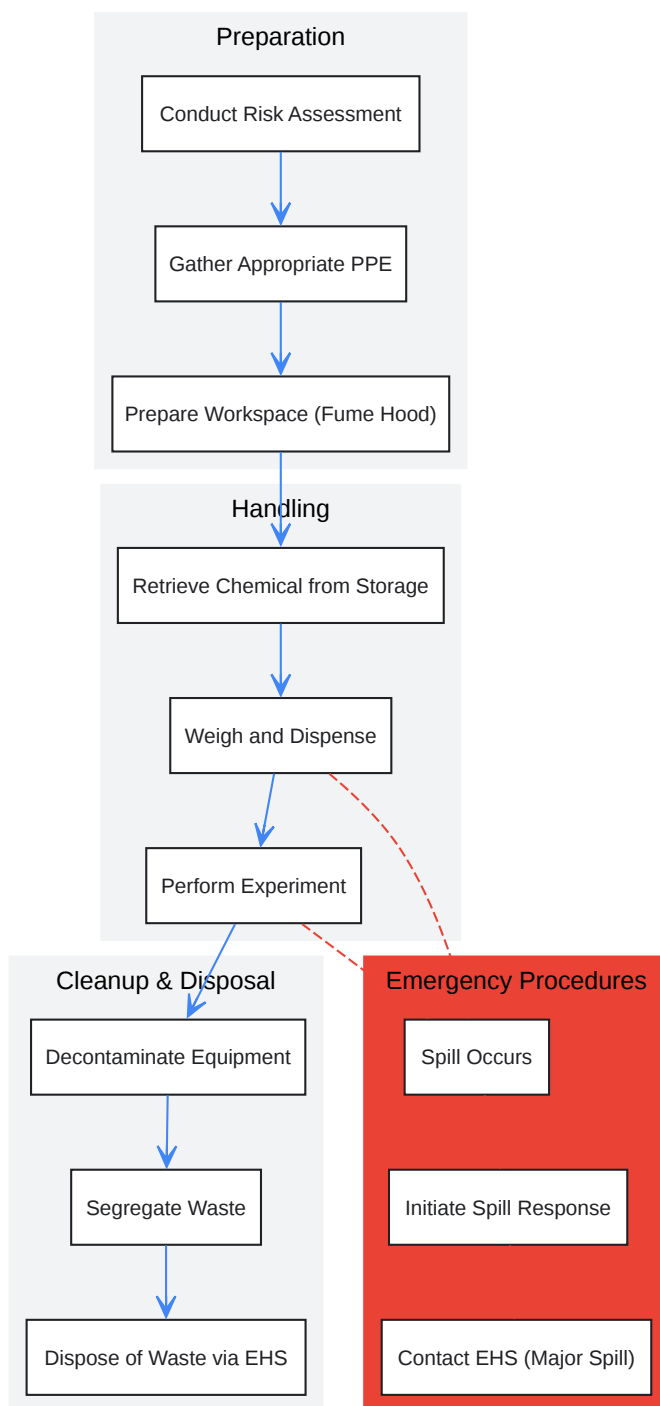 Preparation
Conduct Risk Assessment
Gather Appropriate PPE
Prepare Workspace (Fume Hood)
Handling
Retrieve Chemical from Storage
Weigh and Dispense
Perform Experiment
Cleanup & Disposal
Decontaminate Equipment
Segregate Waste
Dispose of Waste via EHS
Emergency Procedures
Spill Occurs
Initiate Spill Response
Contact EHS (Major Spill)